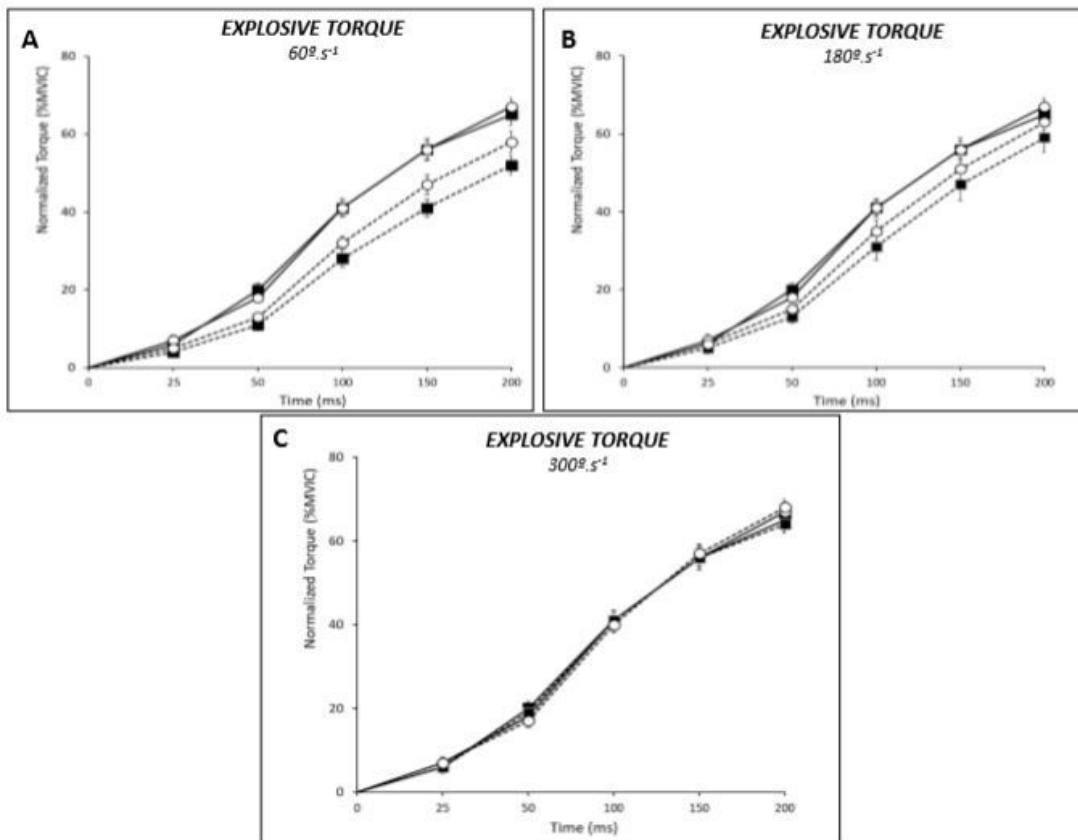 A
EXPLOSIVE TORQUE
60º.s⁻¹
Normalized Torque (%MVIC)
80
60
40
20
0
0 25 50 100 150 200
Time (ms)
B
EXPLOSIVE TORQUE
180º.s⁻¹
Normalized Torque (%MVIC)
80
60
40
20
0
0 25 50 100 150 200
Time (ms)
C
EXPLOSIVE TORQUE
300º.s⁻¹
Normalized Torque (%MVIC)
80
60
40
20
0
0 25 50 100 150 200
Time (ms)